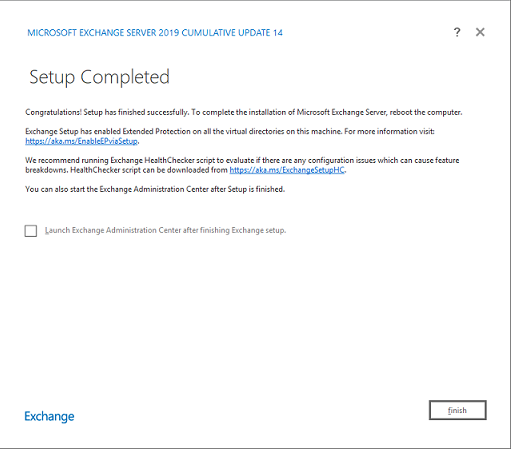 MICROSOFT EXCHANGE SERVER 2019 CUMULATIVE UPDATE 14
?
Setup Completed
Congratulations! Setup has finished successfully. To complete the installation of Microsoft Exchange Server, reboot the computer.
Exchange Setup has enabled Extended Protection on all the virtual directories on this machine. For more information visit:
https://aka.ms/EnableEPviaSetup.
We recommend running Exchange HealthChecker script to evaluate if there are any configuration issues which can cause feature
breakdowns. HealthChecker script can be downloaded from https://aka.ms/ExchangeSetupHC.
You can also start the Exchange Administration Center after Setup is finished.
Launch Exchange Administration Center after finishing Exchange setup.
Exchange
finish